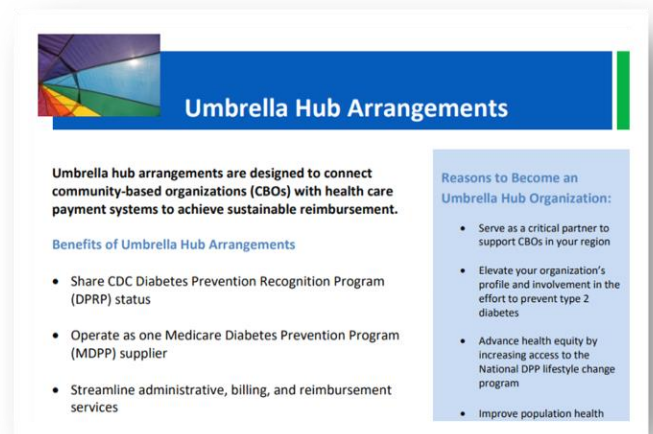 Umbrella Hub Arrangements
Umbrella hub arrangements are designed to connect
community-based organizations (CBOs) with health care
payment systems to achieve sustainable reimbursement.
Benefits of Umbrella Hub Arrangements
• Share CDC Diabetes Prevention Recognition Program
(DPRP) status
• Operate as one Medicare Diabetes Prevention Program
(MDPP) supplier
• Streamline administrative, billing, and reimbursement
services
Reasons to Become an
Umbrella Hub Organization:
• Serve as a critical partner to
support CBOs in your region
• Elevate your organization's
profile and involvement in the
effort to prevent type 2
diabetes
• Advance health equity by
increasing access to the
National DPP lifestyle change
program
• Improve population health